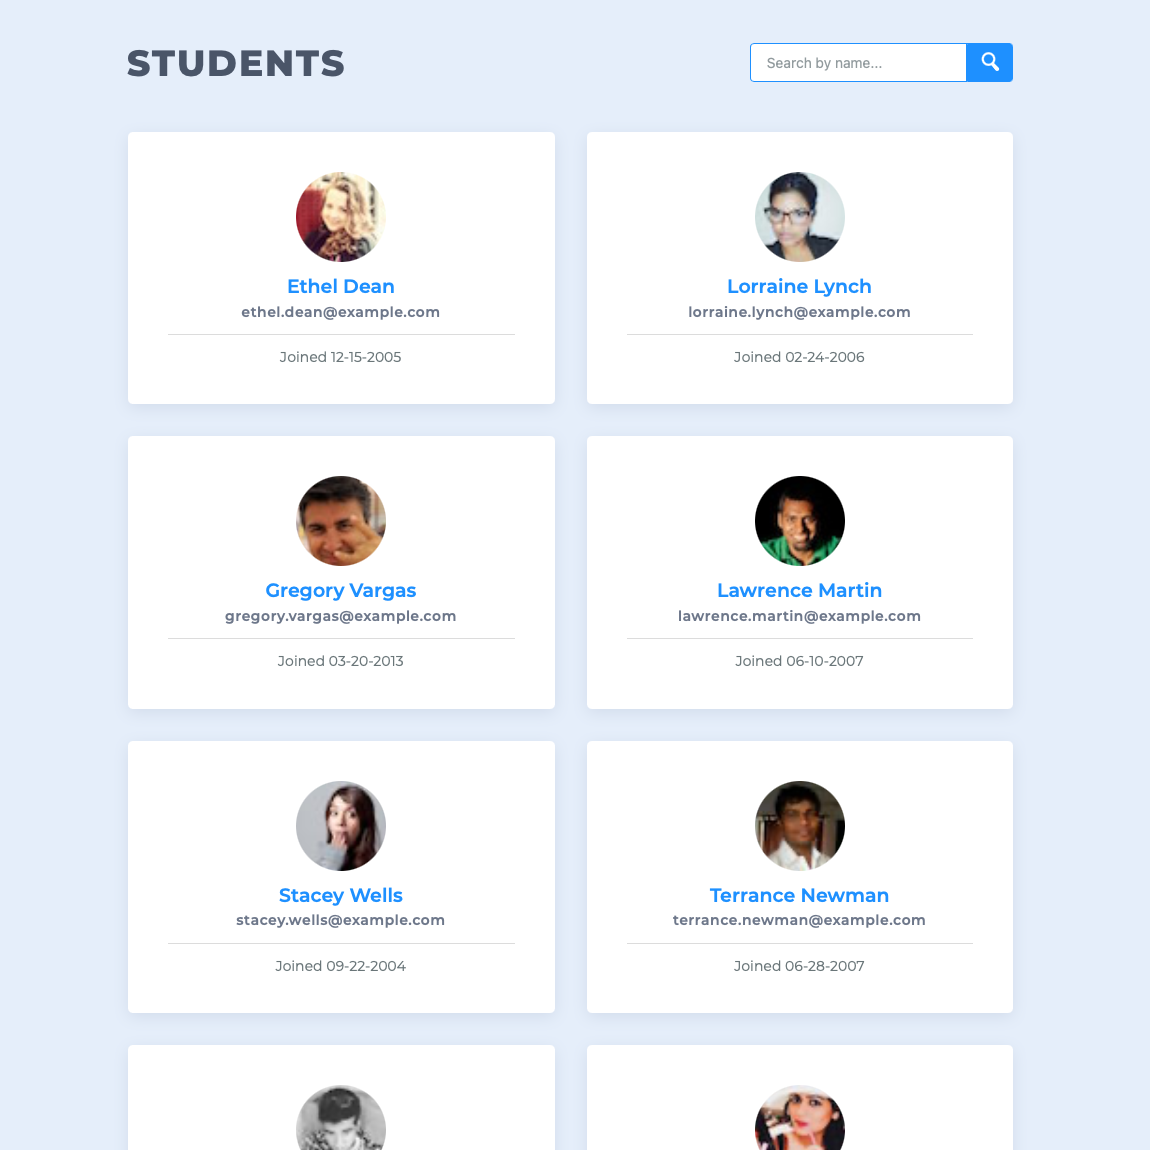 STUDENTS
Search by name...
Ethel Dean
ethel.dean@example.com
Joined 12-15-2005
Lorraine Lynch
lorraine.lynch@example.com
Joined 02-24-2006
Gregory Vargas
gregory.vargas@example.com
Joined 03-20-2013
Lawrence Martin
lawrence.martin@example.com
Joined 06-10-2007
Stacey Wells
stacey.wells@example.com
Joined 09-22-2004
Terrance Newman
terrance.newman@example.com
Joined 06-28-2007